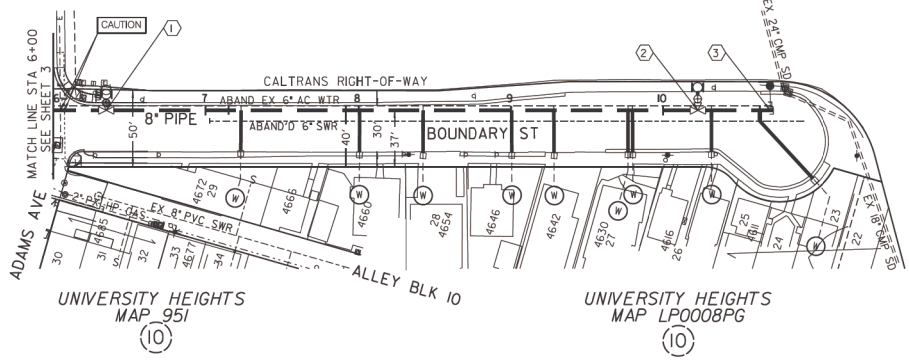 CAUTION
1
2
3
EX 24" CMP SD
MATCH LINE STA 6+00
SEE SHEET 3
CALTRANS RIGHT-OF-WAY
6
7
ABAND EX 6" AC WTR
8
9
10
8" PIPE
ABAND'D 6" SWR
BOUNDARY ST
50'
40'
30'
37'
ADAMS AVE
2" PX HP GAS
EX 8" PVC SWR
W
W
W
W
W
W
W
W
W
4685
4672
29
4666
4660
28
4654
4646
4642
4630
27
4616
26
25
4611
24
23
22
30
31
32
33
4677
34
S
S
EX 18" CMP SD
ALLEY BLK 10
UNIVERSITY HEIGHTS
MAP 951
10
UNIVERSITY HEIGHTS
MAP LP0008PG
10